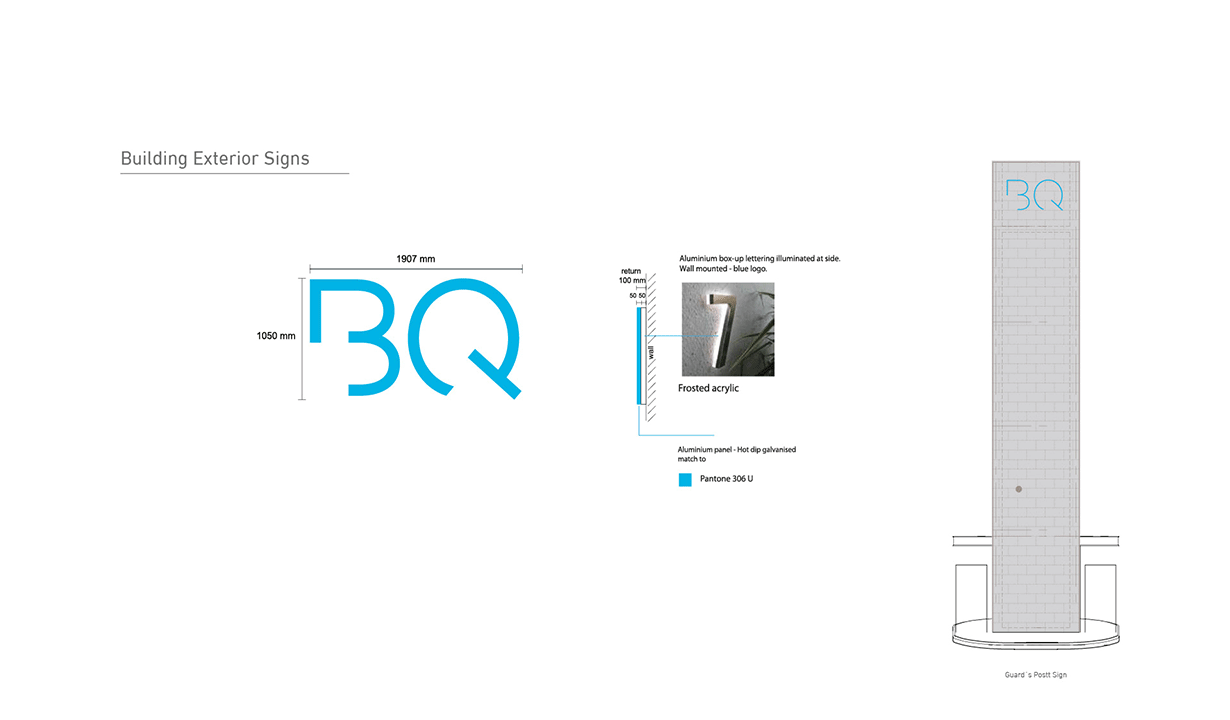 Building Exterior Signs
1907 mm
1050 mm
BQ
return
100 mm
50 50
wall
Aluminium box-up lettering illuminated at side.
Wall mounted - blue logo.
7
Frosted acrylic
Aluminium panel - Hot dip galvanised
match to
Pantone 306 U
BQ
Guard`s Postt Sign